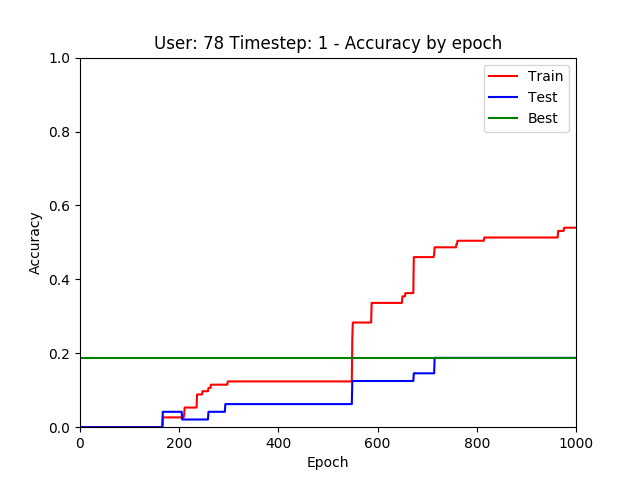 User: 78 Timestep: 1 - Accuracy by epoch
1.0
0.8
0.6
0.4
0.2
0.0
Accuracy
Train
Test
Best
0 200 400 600 800 1000
Epoch